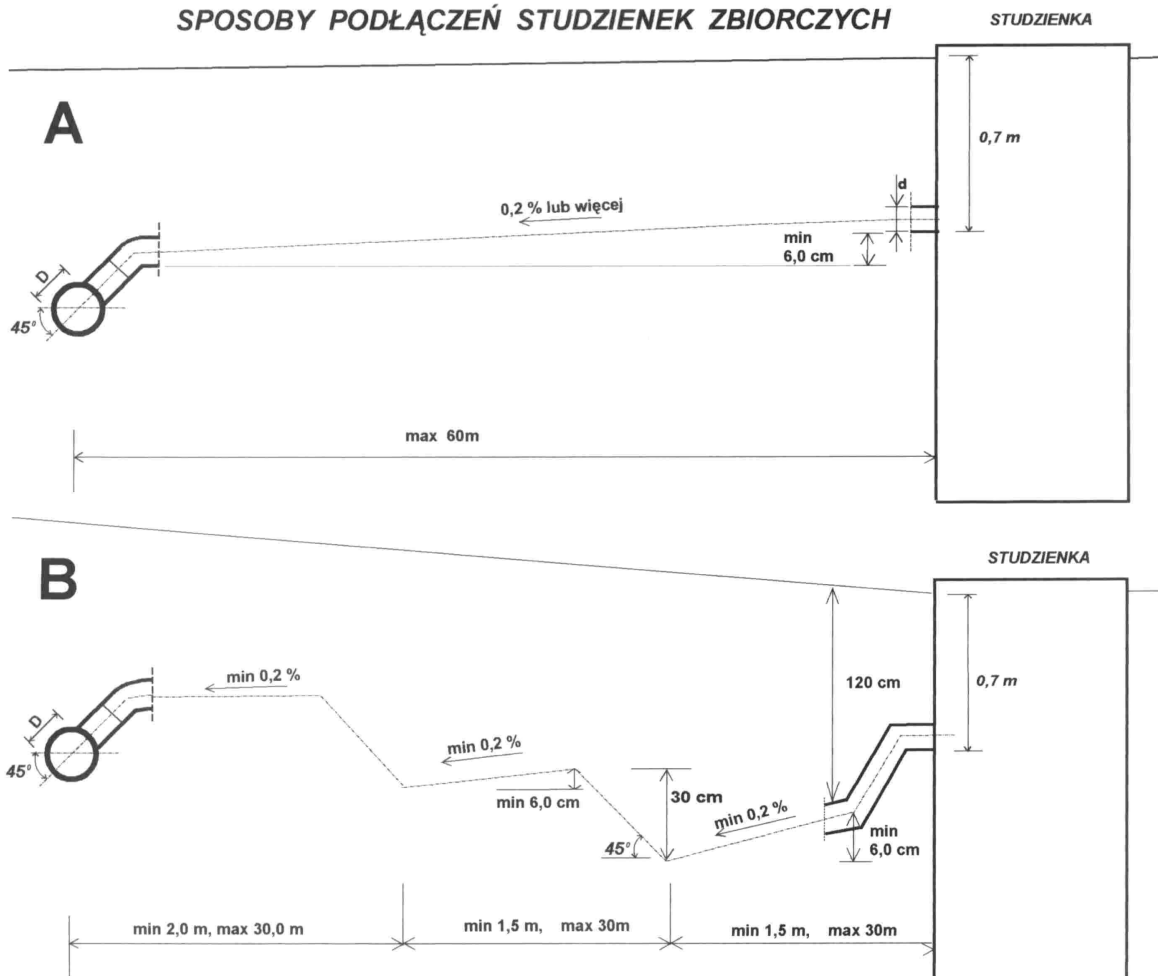 SPOSOBY PODŁĄCZEŃ STUDZIENEK ZBIORCZYCH
STUDZIENKA
A
0,7 m
d
0,2 % lub więcej
min
6,0 cm
D
45⁰
max 60m
STUDZIENKA
B
min 0,2 %
120 cm
0,7 m
D
45⁰
min 0,2 %
min 6,0 cm
30 cm
min 0,2 %
45⁰
min
6,0 cm
min 2,0 m, max 30,0 m
min 1,5 m, max 30m
min 1,5 m, max 30m